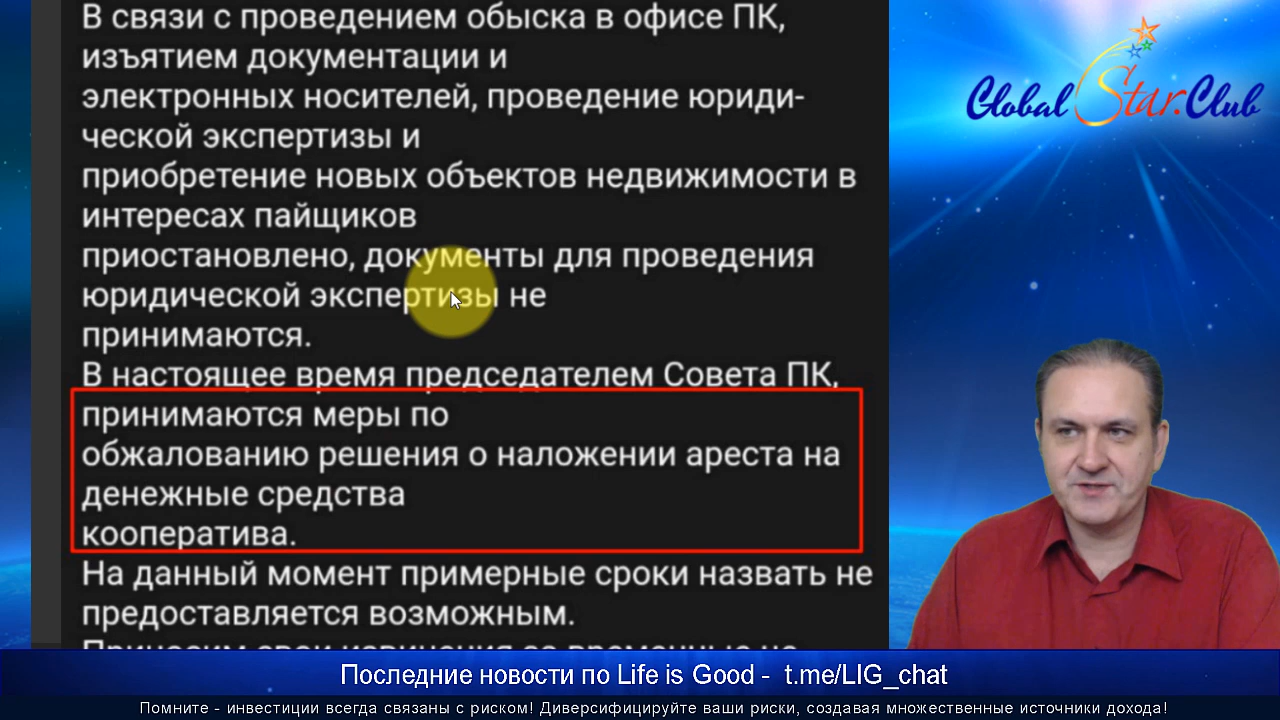 В связи с проведением обыска в офисе ПК,
изъятием документации и
электронных носителей, проведение юриди-
ческой экспертизы и
приобретение новых объектов недвижимости в
интересах пайщиков
приостановлено, документы для проведения
юридической экспертизы не
принимаются.
В настоящее время председателем Совета ПК,
принимаются меры по
обжалованию решения о наложении ареста на
денежные средства
кооператива.
На данный момент примерные сроки назвать не
предоставляется возможным.
Global Star.Club
Последние новости по Life is Good - t.me/LIG_chat
Помните - инвестиции всегда связаны с риском! Диверсифицируйте ваши риски, создавая множественные источники дохода!